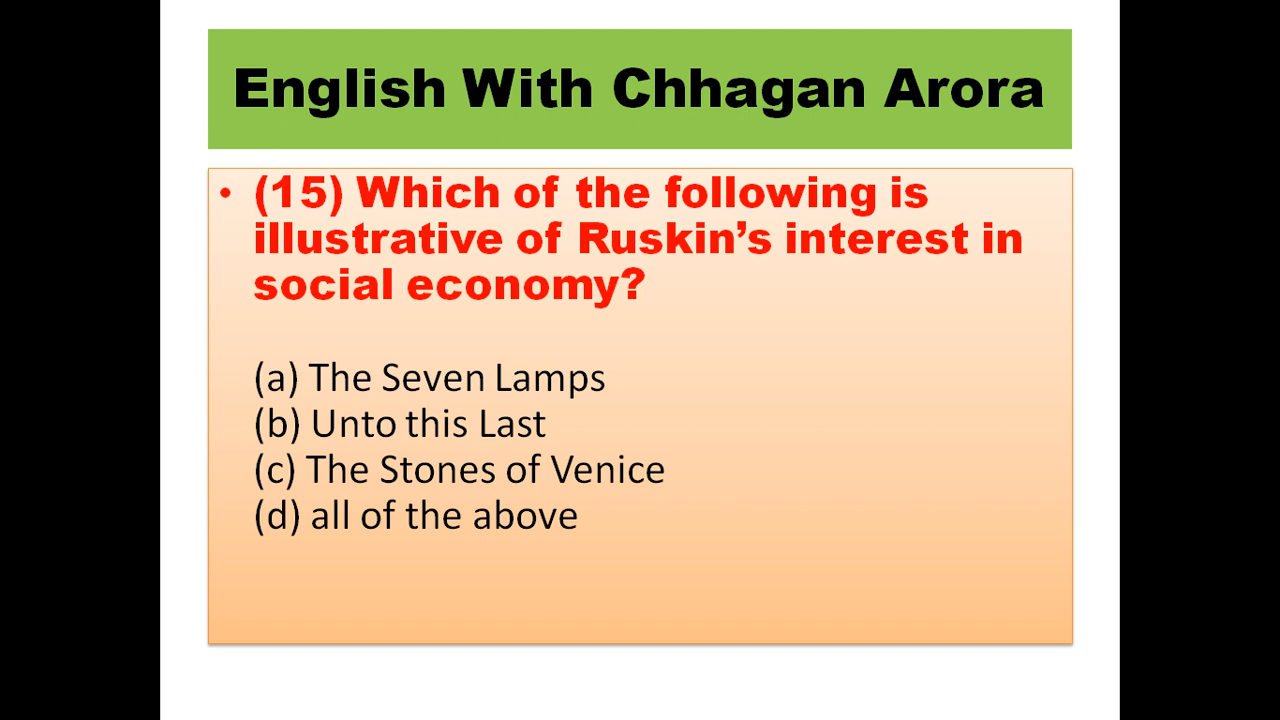 English With Chhagan Arora
• (15) Which of the following is
illustrative of Ruskin’s interest in
social economy?
(a) The Seven Lamps
(b) Unto this Last
(c) The Stones of Venice
(d) all of the above